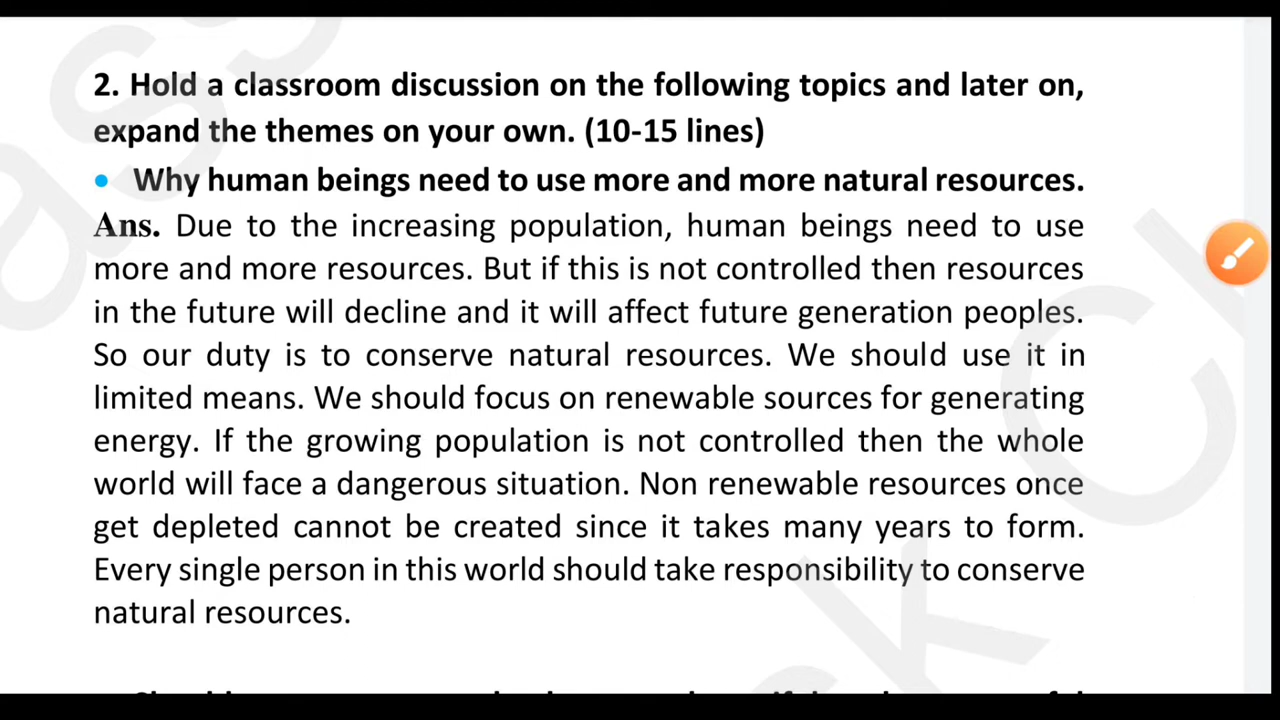 2. Hold a classroom discussion on the following topics and later on,
expand the themes on your own. (10-15 lines)
• Why human beings need to use more and more natural resources.
Ans. Due to the increasing population, human beings need to use
more and more resources. But if this is not controlled then resources
in the future will decline and it will affect future generation peoples.
So our duty is to conserve natural resources. We should use it in
limited means. We should focus on renewable sources for generating
energy. If the growing population is not controlled then the whole
world will face a dangerous situation. Non renewable resources once
get depleted cannot be created since it takes many years to form.
Every single person in this world should take responsibility to conserve
natural resources.